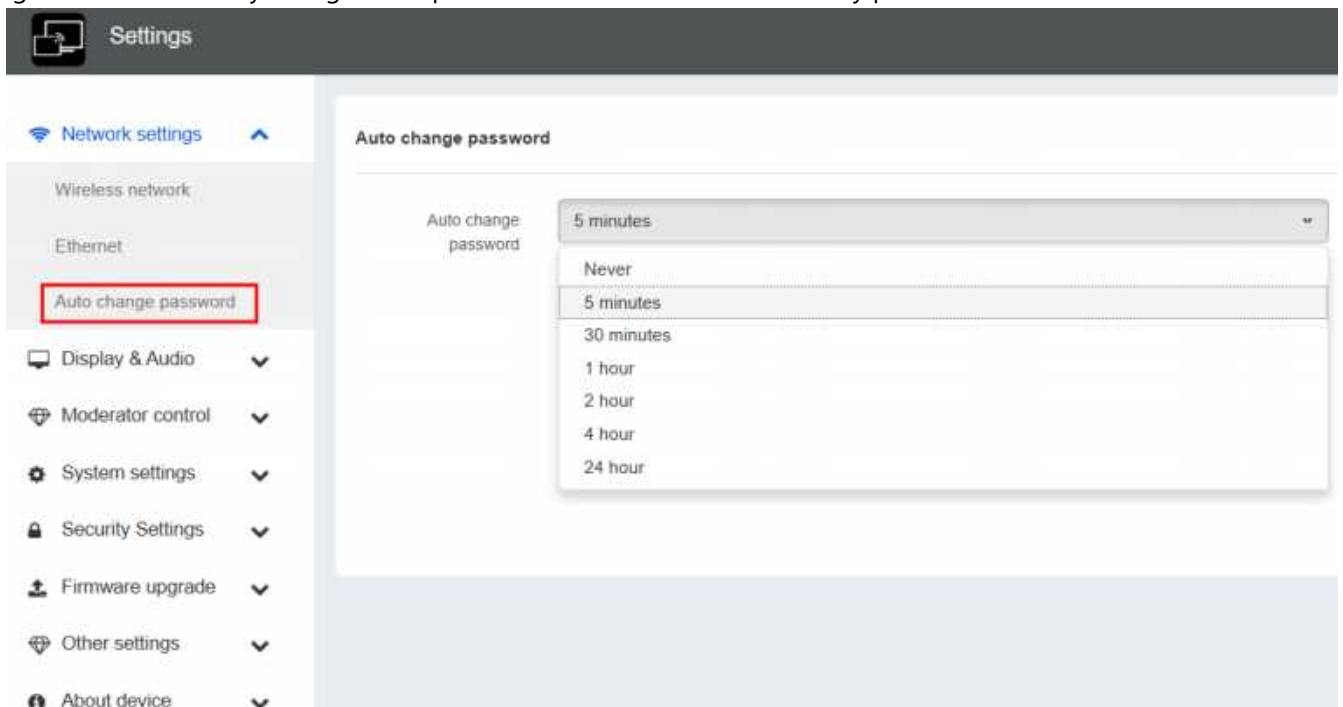 Settings
Network settings
Wireless network
Ethernet
Auto change password
Display & Audio
Moderator control
System settings
Security Settings
Firmware upgrade
Other settings
About device
Auto change password
Auto change
password
5 minutes
Never
5 minutes
30 minutes
1 hour
2 hour
4 hour
24 hour